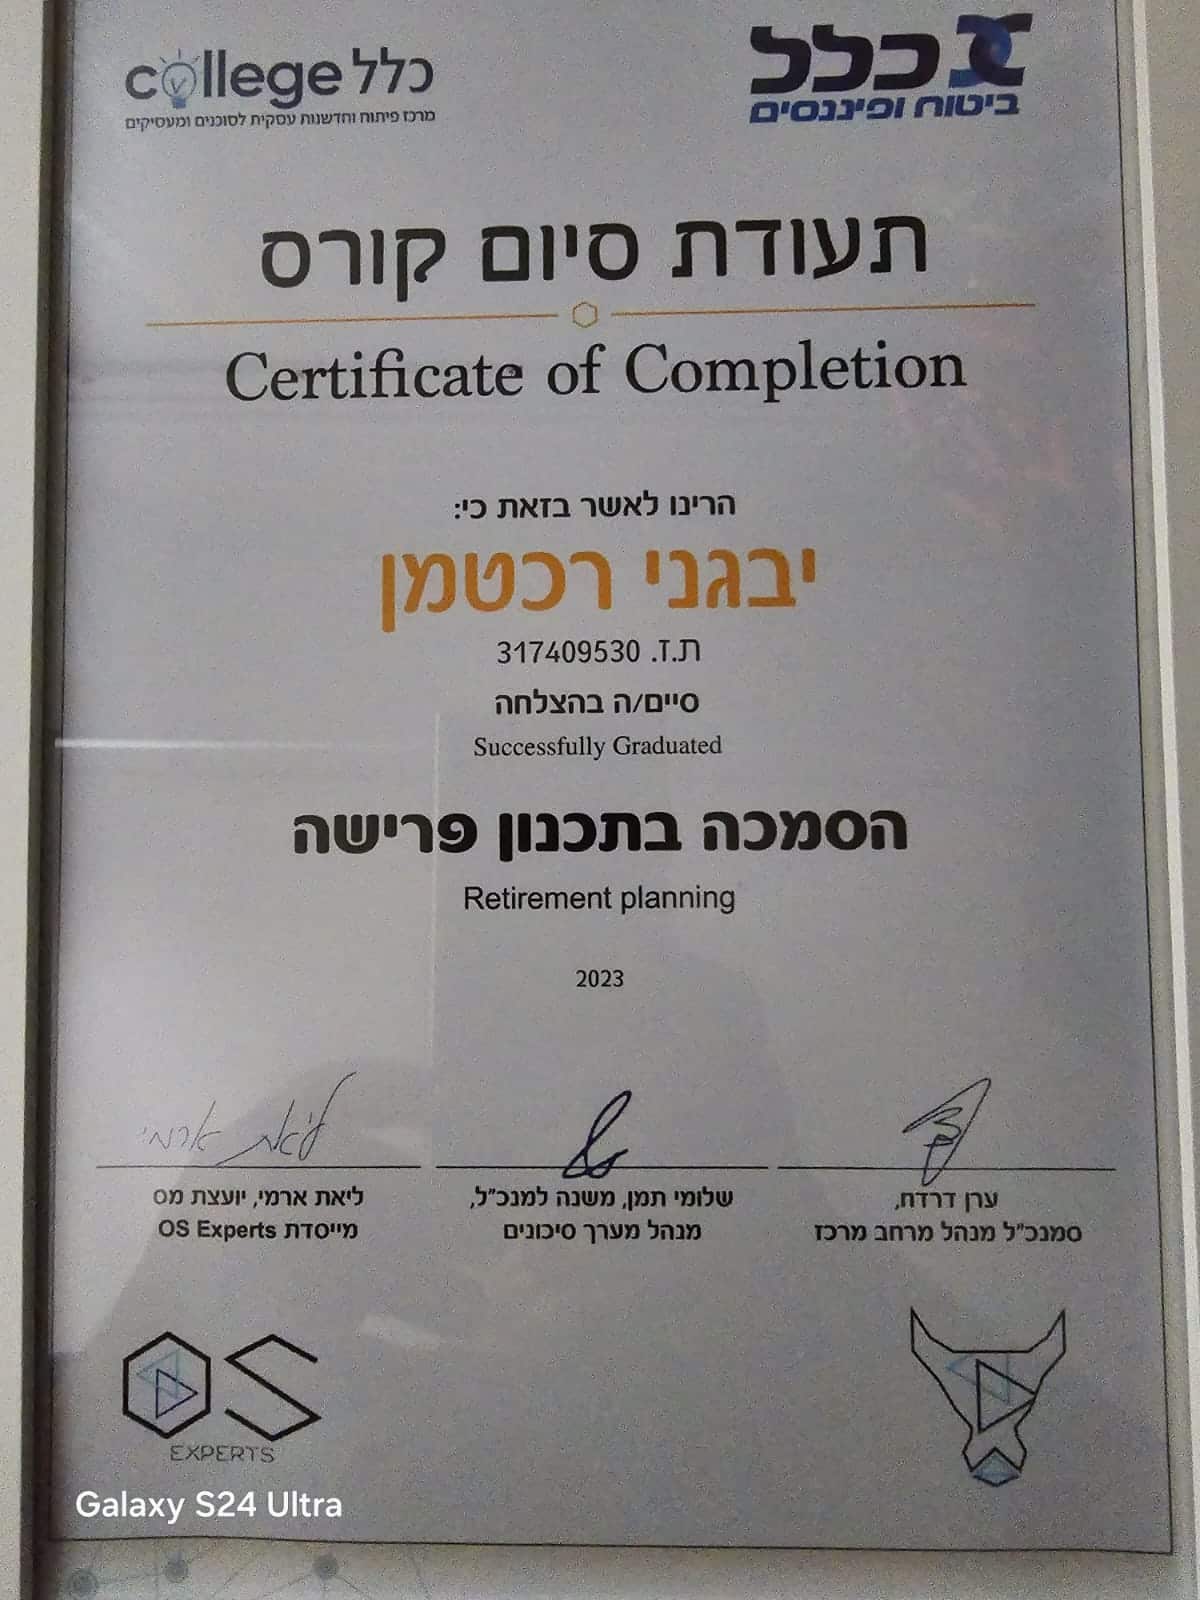 כלל college
מרכז פיתוח וחדשנות עסקית לסוכנים ומעסיקים
כלל
ביטוח ופיננסים
תעודת סיום קורס
Certificate of Completion
הרינו לאשר בזאת כי:
יבגני רכטמן
ת.ז. 317409530
סיים/ה בהצלחה
Successfully Graduated
הסמכה בתכנון פרישה
Retirement planning
2023
ליאת ארמי
ערן דרדח,
סמנכ"ל מנהל מרחב מרכז
שלומי תמן, משנה למנכ"ל,
מנהל מערך סיכונים
ליאת ארמי, יועצת מס
מייסדת OS Experts
OS
EXPERTS
Galaxy S24 Ultra